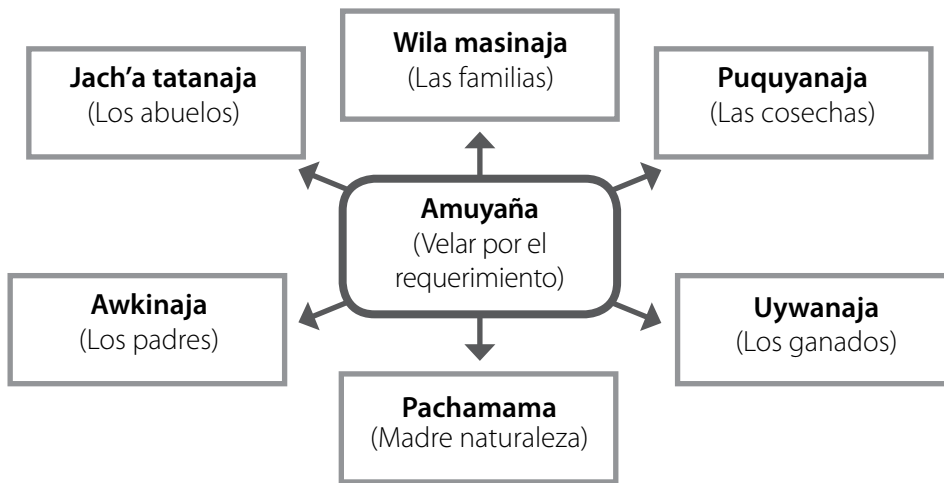 Wila masinaja
(Las familias)
Jach’a tatanaja
(Los abuelos)
Puquyanaja
(Las cosechas)
Amuyaña
(Velar por el
requerimiento)
Awkinaja
(Los padres)
Uywanaja
(Los ganados)
Pachamama
(Madre naturaleza)